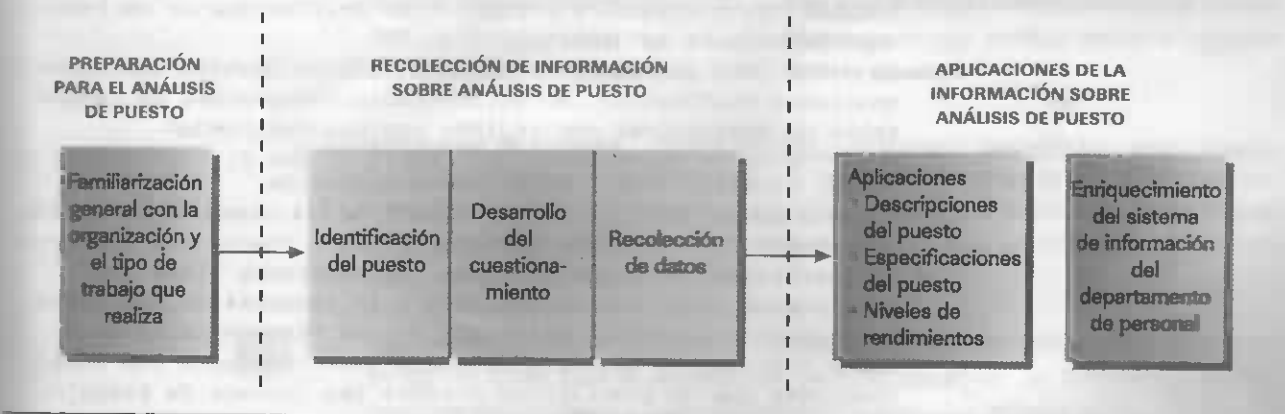 PREPARACIÓN
PARA EL ANÁLISIS
DE PUESTO
RECOLECCIÓN DE INFORMACIÓN
SOBRE ANÁLISIS DE PUESTO
APLICACIONES DE LA
INFORMACIÓN SOBRE
ANÁLISIS DE PUESTO
Familiarización
general con la
organización y
el tipo de
trabajo que
realiza
Identificación
del puesto
Desarrollo
del
cuestiona-
miento
Recolección
de datos
Aplicaciones
Descripciones
del puesto
Especificaciones
del puesto
Niveles de
rendimientos
Enriquecimiento
del sistema
de información
del
departamento
de personal